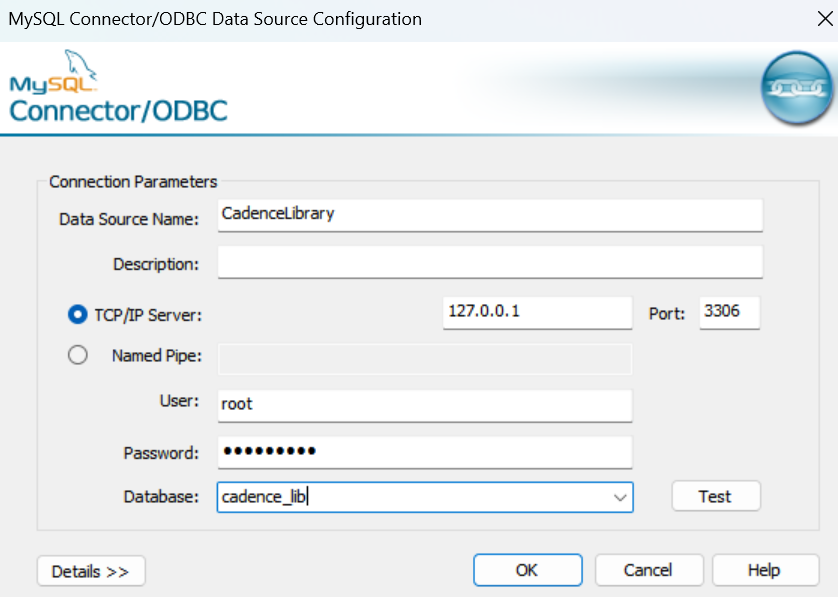 MySQL Connector/ODBC Data Source Configuration
MySQL
Connector/ODBC
Connection Parameters
Data Source Name: CadenceLibrary
Description:
TCP/IP Server: 127.0.0.1 Port: 3306
Named Pipe:
User: root
Password: •••••••••
Database: cadence_lib Test
Details >> OK Cancel Help